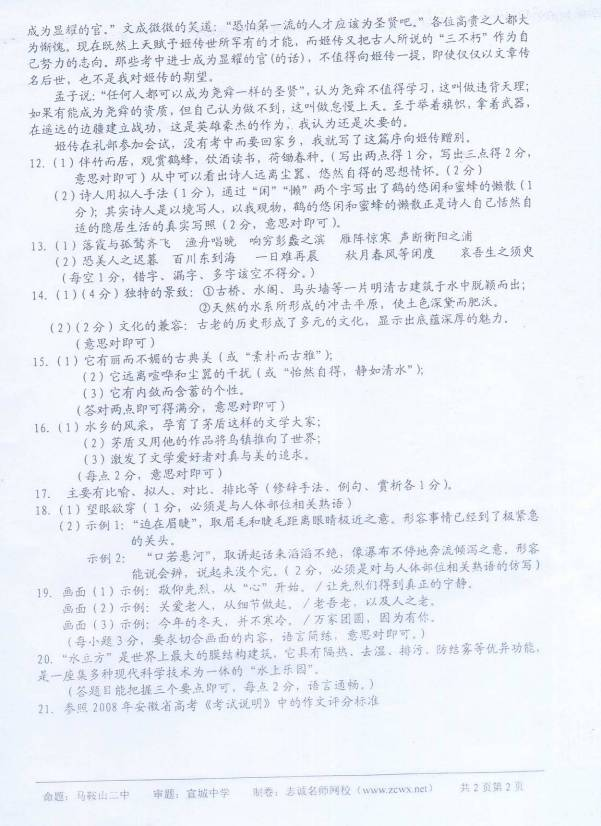 成为显耀的官。”文成微微的笑道：“恐怕第一流的人才应该为圣贤吧。”各位高贵之人都大
为惭愧。现在既然上天赋予姬传世所罕有的才能，而姬传又把古人所说的“三不朽”作为自
己努力的志向。那些考中进士成为显耀的官(的话)，不值得向姬传一提，即使仅仅以文章传
名后世，也不是我对姬传的期望。
孟子说：“任何人都可以成为尧舜一样的圣贤”，认为尧舜不值得学习，这叫做违背天理；
如果有能成为尧舜的资质，但自己认为做不到，这叫做怠慢上天。至于举着旗帜，拿着武器，
在遥远的边疆建立战功，这是英雄豪杰的作为，我认为还是次要的。
姬传在礼部参加会试，没有考中而要回家乡，我就写了这篇序向姬传赠别。
12.（1）伴竹而居，观赏鹤蜂，饮酒读书，荷锄春种。（写出两点得1分，写出三点得2分，
意思对即可）从中可以看出诗人远离尘嚣、悠然自得的思想情怀。（2分）
（2）诗人用拟人手法（1分），通过“闲”“懒”两个字写出了鹤的悠闲和蜜蜂的懒散（1
分）；其实诗人是以境写人，以我观物，鹤的悠闲和蜜蜂的懒散正是诗人自己恬然自
适的隐居生活的真实写照（2分，意思对即可）。
13.（1）落霞与孤鹜齐飞 渔舟唱晚 响穷彭蠡之滨 雁阵惊寒 声断衡阳之浦
（2）恐美人之迟暮 百川东到海 一日难再晨 秋月春风等闲度 哀吾生之须臾
（每空1分，错字、漏字、多字该空不得分。）
14.（1）（4分）独特的景致：①古桥、水阁、马头墙等一片明清古建筑于水中脱颖而出；
②天然的水系所形成的冲击平原，使土色深黛而肥沃。
（2）（2分）文化的兼容：古老的历史形成了多元的文化，显示出底蕴深厚的魅力。
（意思对即可）
15.（1）它有丽而不媚的古典美（或“素朴而古雅”）；
（2）它远离喧哗和尘嚣的干扰（或“怡然自得，静如清水”）；
（3）它有内敛而含蓄的个性。
（答对两点即可得满分，意思对即可）
16.（1）水乡的风采，孕育了茅盾这样的文学大家；
（2）茅盾又用他的作品将乌镇推向了世界；
（3）激发了文学爱好者对真与美的追求。
（每点2分，意思对即可）
17. 主要有比喻、拟人、对比、排比等（修辞手法、例句、赏析各1分）。
18.（1）望眼欲穿（1分，必须是与人体部位相关熟语）
（2）示例1：“迫在眉睫”，取眉毛和睫毛距离眼睛极近之意。形容事情已经到了极紧急
的关头。
示例2： “口若悬河”，取讲起话来滔滔不绝，像瀑布不停地奔流倾泻之意。形容
能说会辨，说起来没个完。（2分，必须是对与人体部位相关熟语的仿写）
19. 画面（1）示例：敬仰先烈，从“心”开始。/让先烈们得到真正的宁静。
画面（2）示例：关爱老人，从细节做起。/老吾老，以及人之老。
画面（3）示例：今年的冬天，并不寒冷。/万家团圆，因为有你。
（每小题3分，要求切合画面的内容，语言简练，意思对即可。）
20.“水立方”是世界上最大的膜结构建筑，它具有隔热、去湿、排污、防结雾等优异功能，
是一座集多种现代科学技术为一体的“水上乐园”。
（答题目能把握三个要点即可，每点2分，语言通畅。）
21. 参照2008年安徽省高考《考试说明》中的作文评分标准
命题：马鞍山二中 审题：宣城中学 制卷：志诚名师网校（www.zcwx.net） 共2页第2页